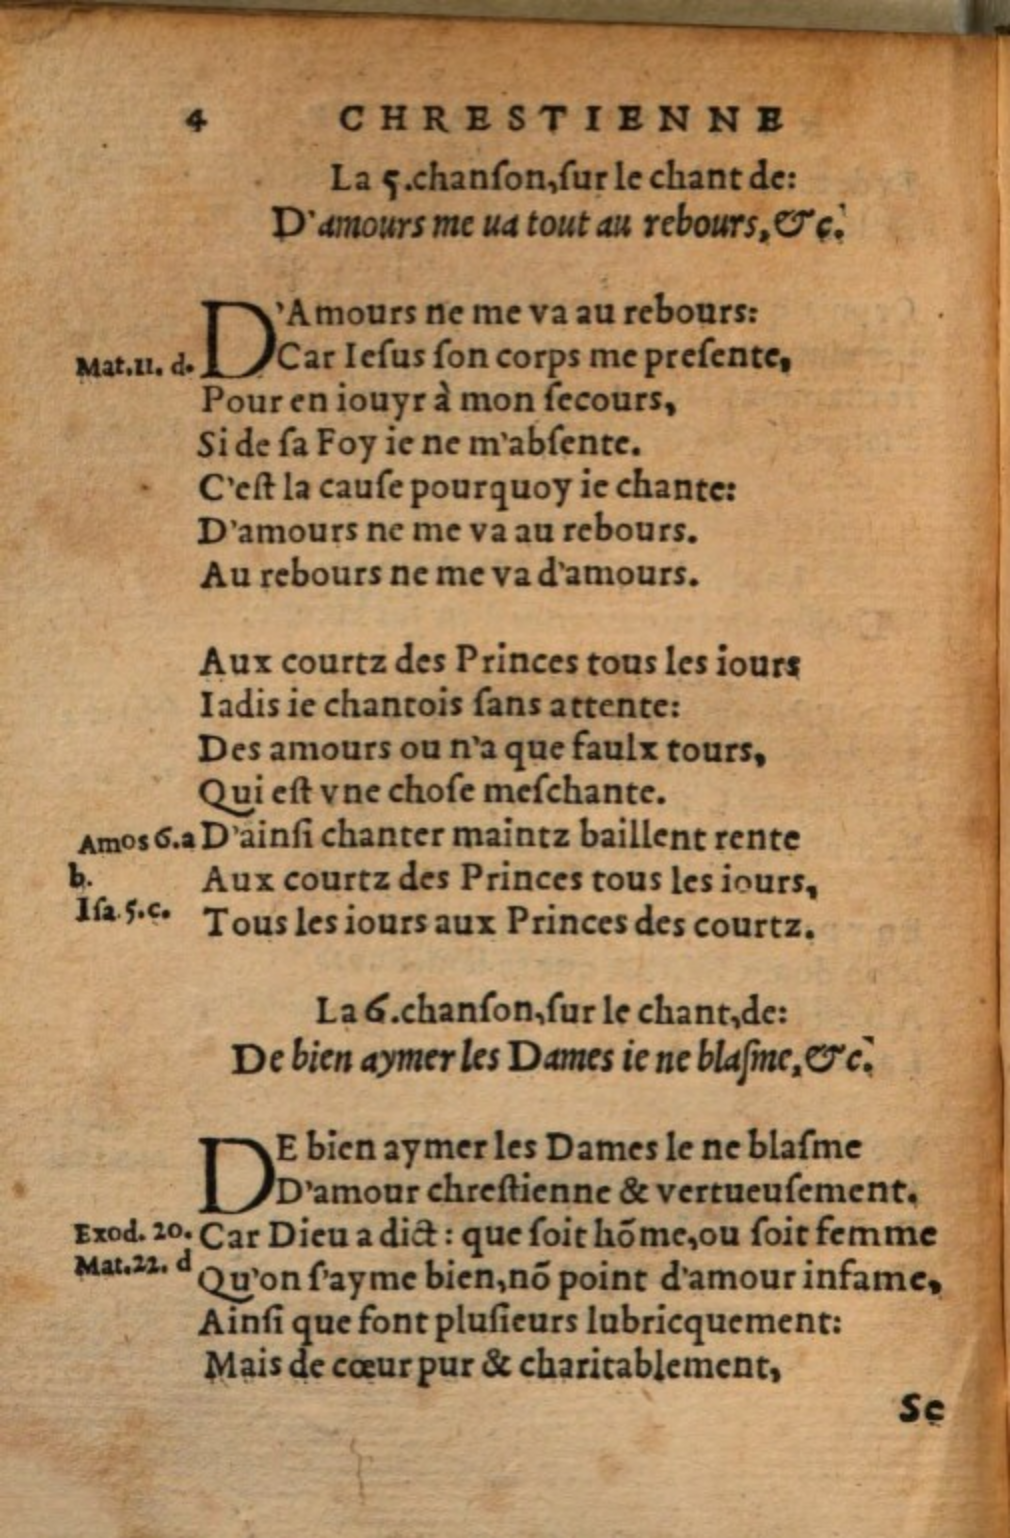 4 CHRESTIENNE
La 5.chanſon,ſur le chant de:
D'amours me ua tout au rebours,&c.
D'Amours ne me va au rebours:
Mat.11. d. Car Ieſus ſon corps me preſente,
Pour en iouyr à mon ſecours,
Si de ſa Foy ie ne m'abſente.
C'eſt la cauſe pourquoy ie chante:
D'amours ne me va au rebours.
Au rebours ne me va d'amours.
Aux courtz des Princes tous les iours
Iadis ie chantois ſans attente:
Des amours ou n'a que faulx tours,
Qui eſt vne choſe meſchante.
Amos 6.a D'ainſi chanter maintz baillent rente
b. Aux courtz des Princes tous les iours,
Iſa.5.c. Tous les iours aux Princes des courtz.
La 6.chanſon,ſur le chant,de:
De bien aymer les Dames ie ne blaſme,&c.
DE bien aymer les Dames Ie ne blaſme
D'amour chreſtienne & vertueuſement.
Exod. 20. Car Dieu a dict : que ſoit hõme,ou ſoit femme
Mat.22. d Qu'on ſ'ayme bien,nõ point d'amour infame,
Ainſi que font pluſieurs lubricquement:
Mais de cœur pur & charitablement,
Se